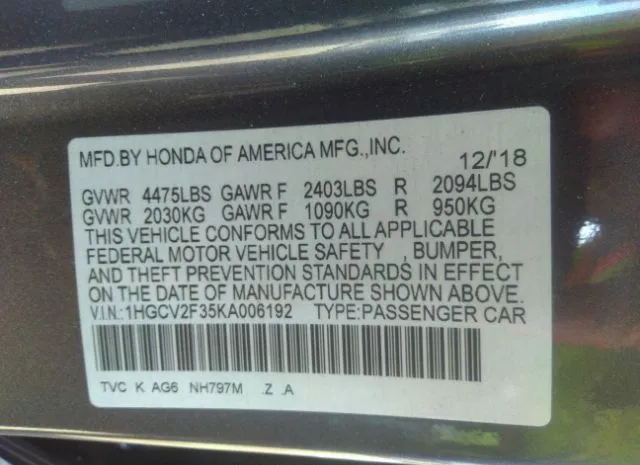 MFD.BY HONDA OF AMERICA MFG.,INC. 12/'18
GVWR 4475LBS GAWR F 2403LBS R 2094LBS
GVWR 2030KG GAWR F 1090KG R 950KG
THIS VEHICLE CONFORMS TO ALL APPLICABLE
FEDERAL MOTOR VEHICLE SAFETY , BUMPER,
AND THEFT PREVENTION STANDARDS IN EFFECT
ON THE DATE OF MANUFACTURE SHOWN ABOVE.
V.I.N.:1HGCV2F35KA006192 TYPE:PASSENGER CAR
TVC K AG6 NH797M .Z .A